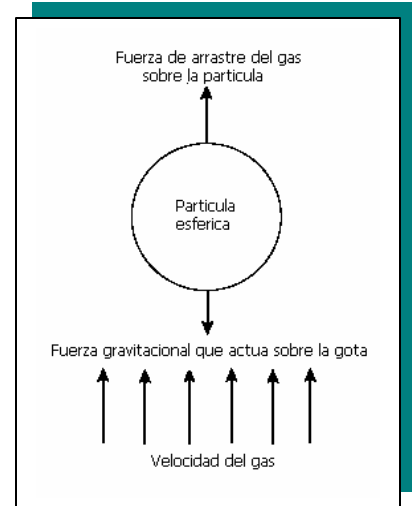 Fuerza de arrastre del gas
sobre la particula
Particula
esferica
Fuerza gravitacional que actua sobre la gota
Velocidad del gas